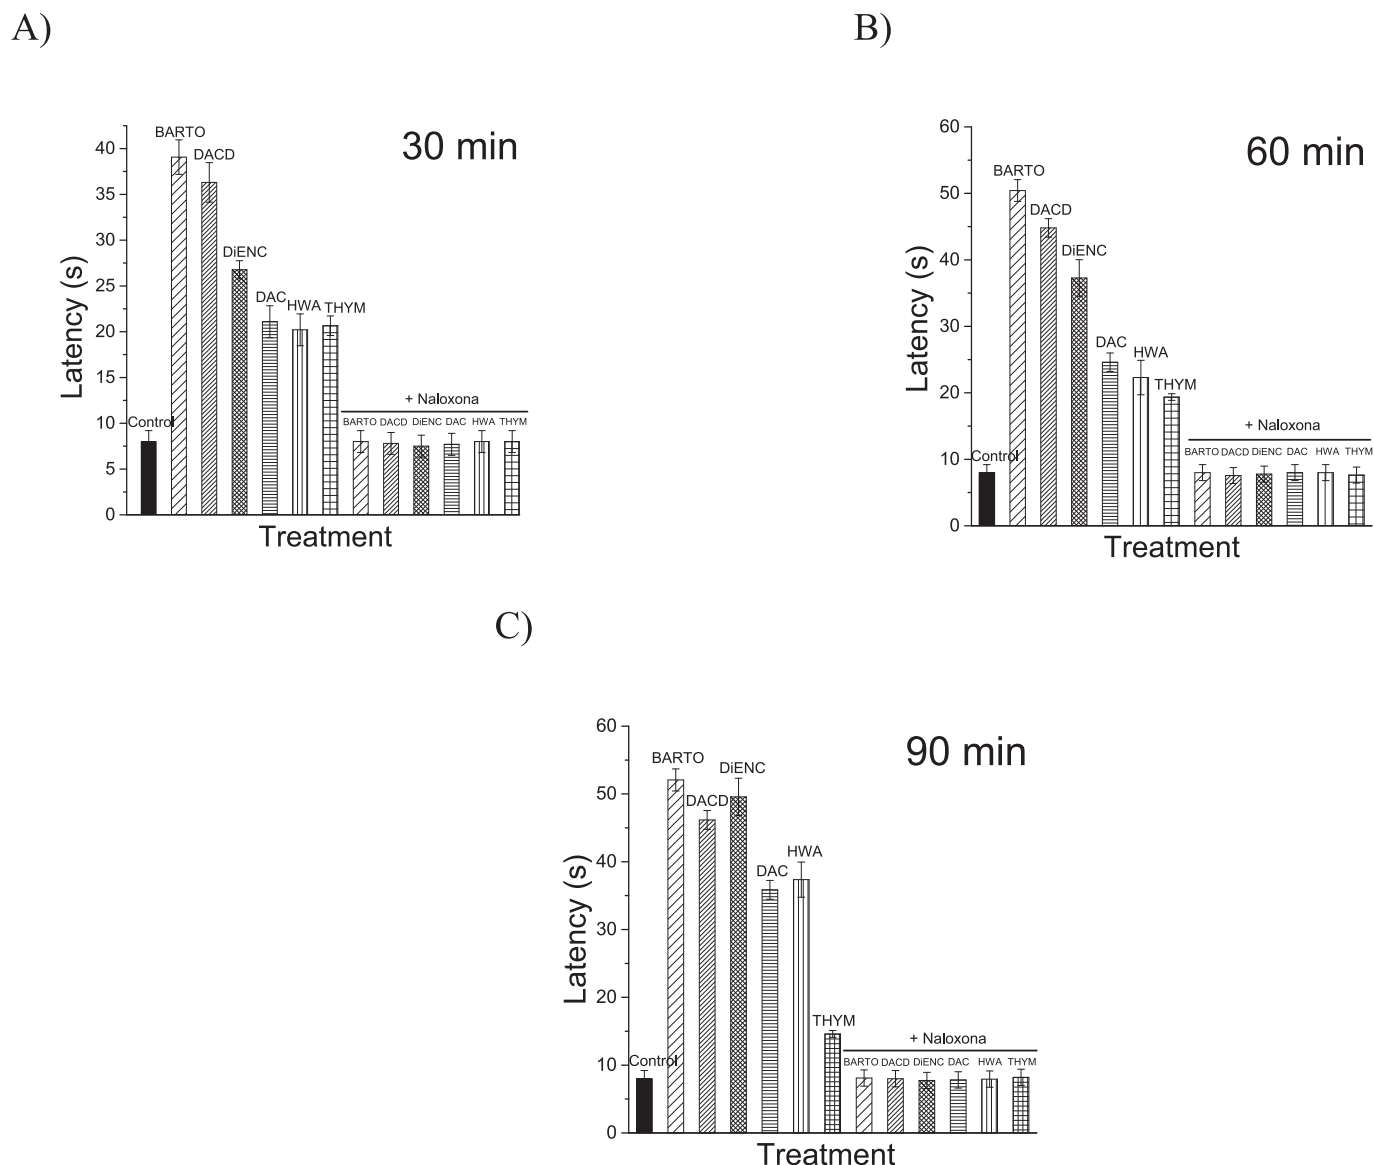 A)
30 min
Latency (s)
40
35
30
25
20
15
10
5
0
BARTO
DACD
DiENC
DAC
HWA
THYM
+ Naloxona
Control
BARTO DACD DiENC DAC HWA THYM
Treatment
B)
60 min
Latency (s)
60
50
40
30
20
10
0
BARTO
DACD
DiENC
DAC
HWA
THYM
+ Naloxona
Control
BARTO DACD DiENC DAC HWA THYM
Treatment
C)
90 min
Latency (s)
60
50
40
30
20
10
0
BARTO
DiENC
DACD
HWA
DAC
THYM
+ Naloxona
Control
BARTO DACD DiENC DAC HWA THYM
Treatment